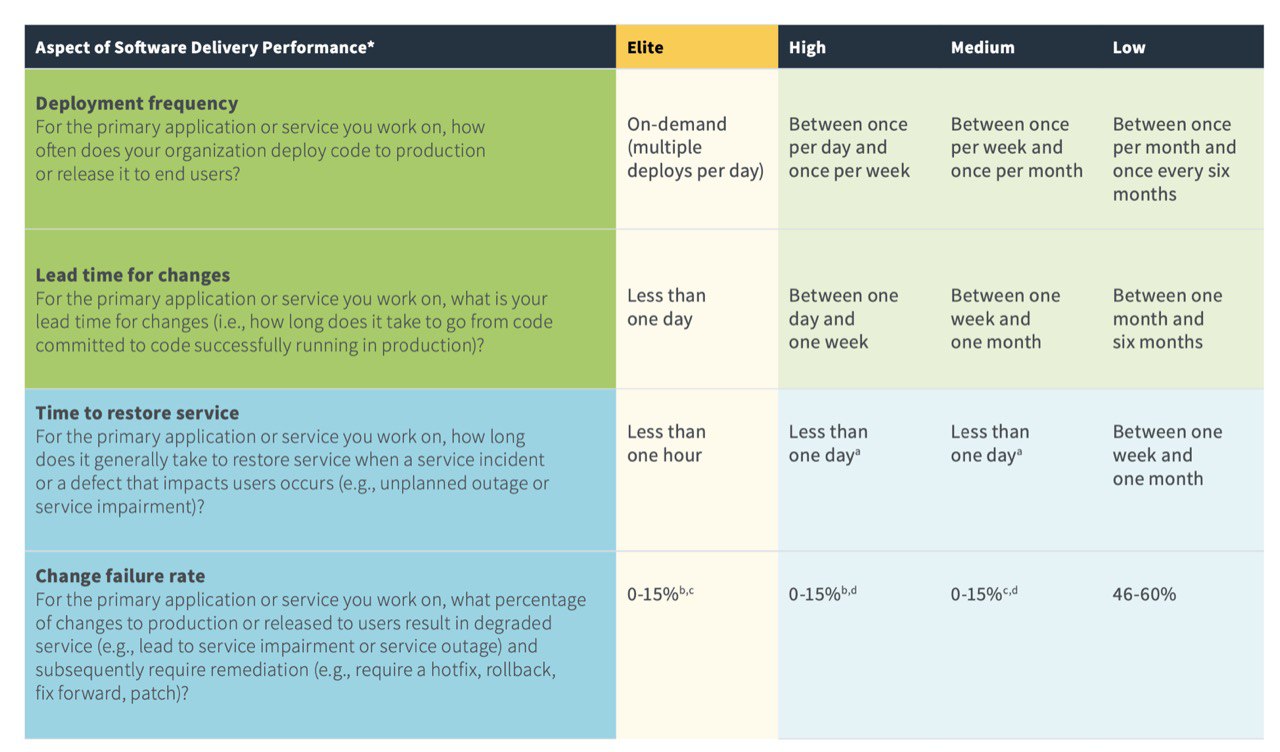 Aspect of Software Delivery Performance* Elite High Medium Low
Deployment frequency
For the primary application or service you work on, how
often does your organization deploy code to production
or release it to end users?
On-demand
(multiple
deploys per day)
Between once
per day and
once per week
Between once
per week and
once per month
Between once
per month and
once every six
months
Lead time for changes
For the primary application or service you work on, what is your
lead time for changes (i.e., how long does it take to go from code
committed to code successfully running in production)?
Less than
one day
Between one
day and
one week
Between one
week and
one month
Between one
month and
six months
Time to restore service
For the primary application or service you work on, how long
does it generally take to restore service when a service incident
or a defect that impacts users occurs (e.g., unplanned outage or
service impairment)?
Less than
one hour
Less than
one dayᵃ
Less than
one dayᵃ
Between one
week and
one month
Change failure rate
For the primary application or service you work on, what percentage
of changes to production or released to users result in degraded
service (e.g., lead to service impairment or service outage) and
subsequently require remediation (e.g., require a hotfix, rollback,
fix forward, patch)?
0-15%ᵇ,ᶜ
0-15%ᵇ,ᵈ
0-15%ᶜ,ᵈ
46-60%